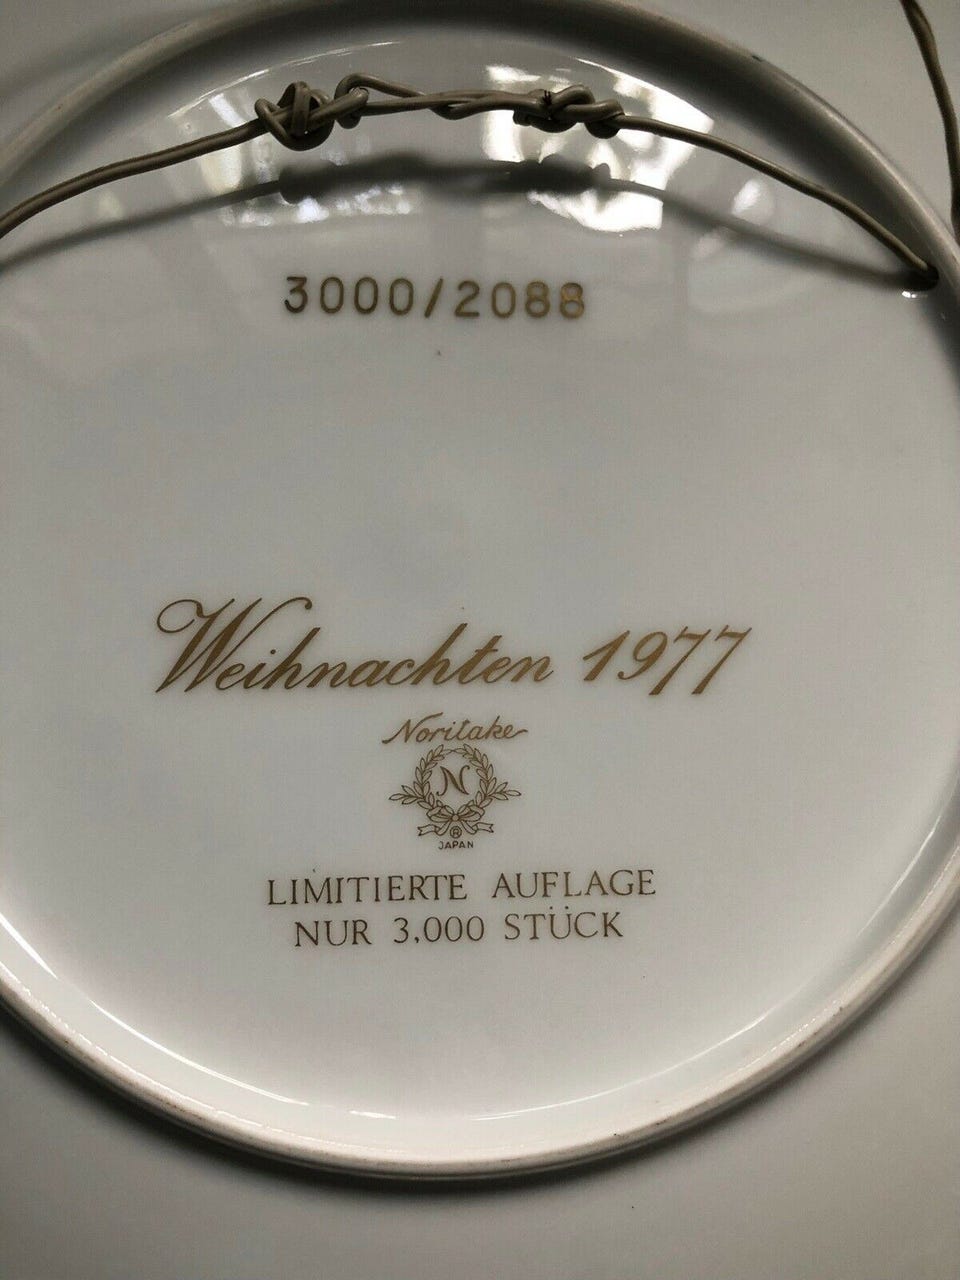 3000/2088
Weihnachten 1977
Noritake
N
®
JAPAN
LIMITIERTE AUFLAGE
NUR 3,000 STÜCK